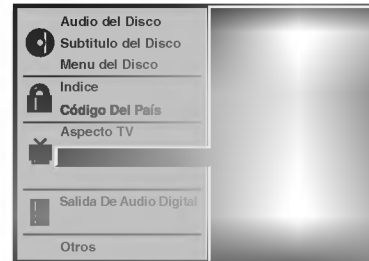 Audio del Disco
Subtitulo del Disco
Menu del Disco
Indice
Código Del País
Aspecto TV
Salida De Audio Digital
Otros